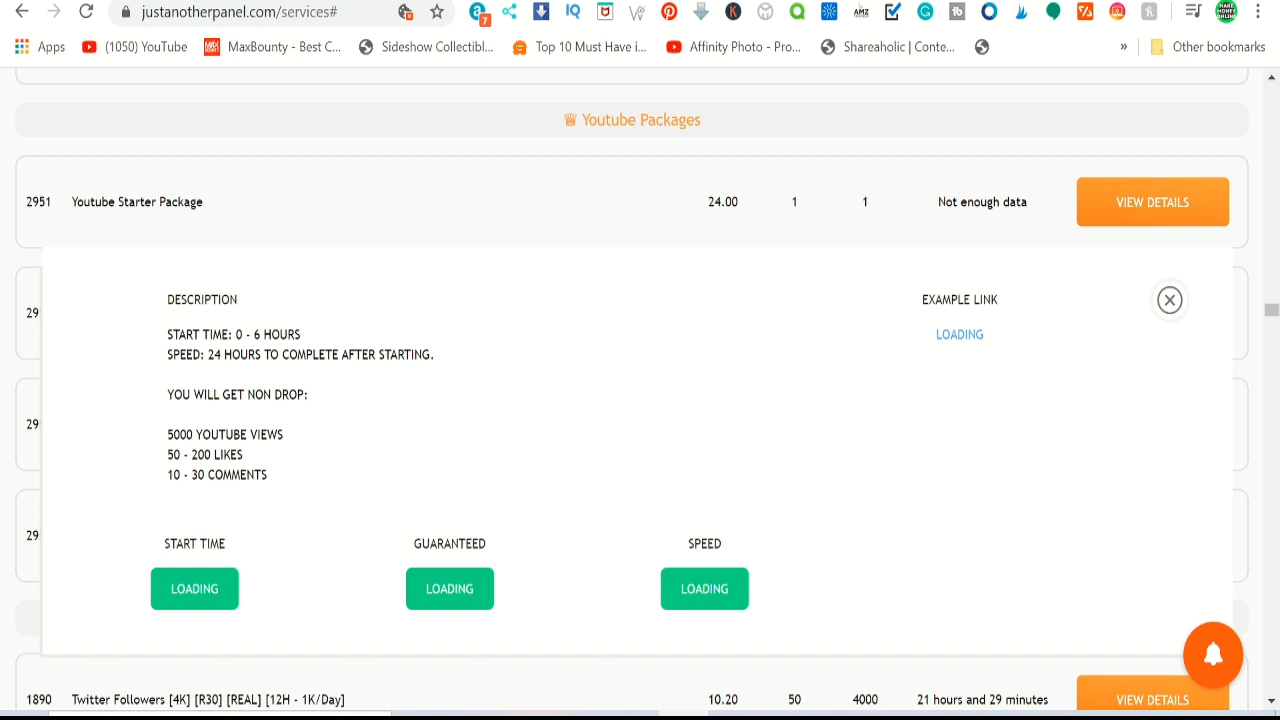 justanotherpanel.com/services#
7
Apps
(1050) YouTube
MaxBounty - Best C...
Sideshow Collectibl...
Top 10 Must Have i...
Affinity Photo - Pro...
Shareaholic | Conte...
»
Other bookmarks
Youtube Packages
2951 Youtube Starter Package 24.00 1 1 Not enough data VIEW DETAILS
29
29
29
DESCRIPTION
START TIME: 0 - 6 HOURS
SPEED: 24 HOURS TO COMPLETE AFTER STARTING.
YOU WILL GET NON DROP:
5000 YOUTUBE VIEWS
50 - 200 LIKES
10 - 30 COMMENTS
EXAMPLE LINK
LOADING
START TIME GUARANTEED SPEED
LOADING LOADING LOADING
1890 Twitter Followers [4K] [R30] [REAL] [12H - 1K/Day] 10.20 50 4000 21 hours and 29 minutes VIEW DETAILS